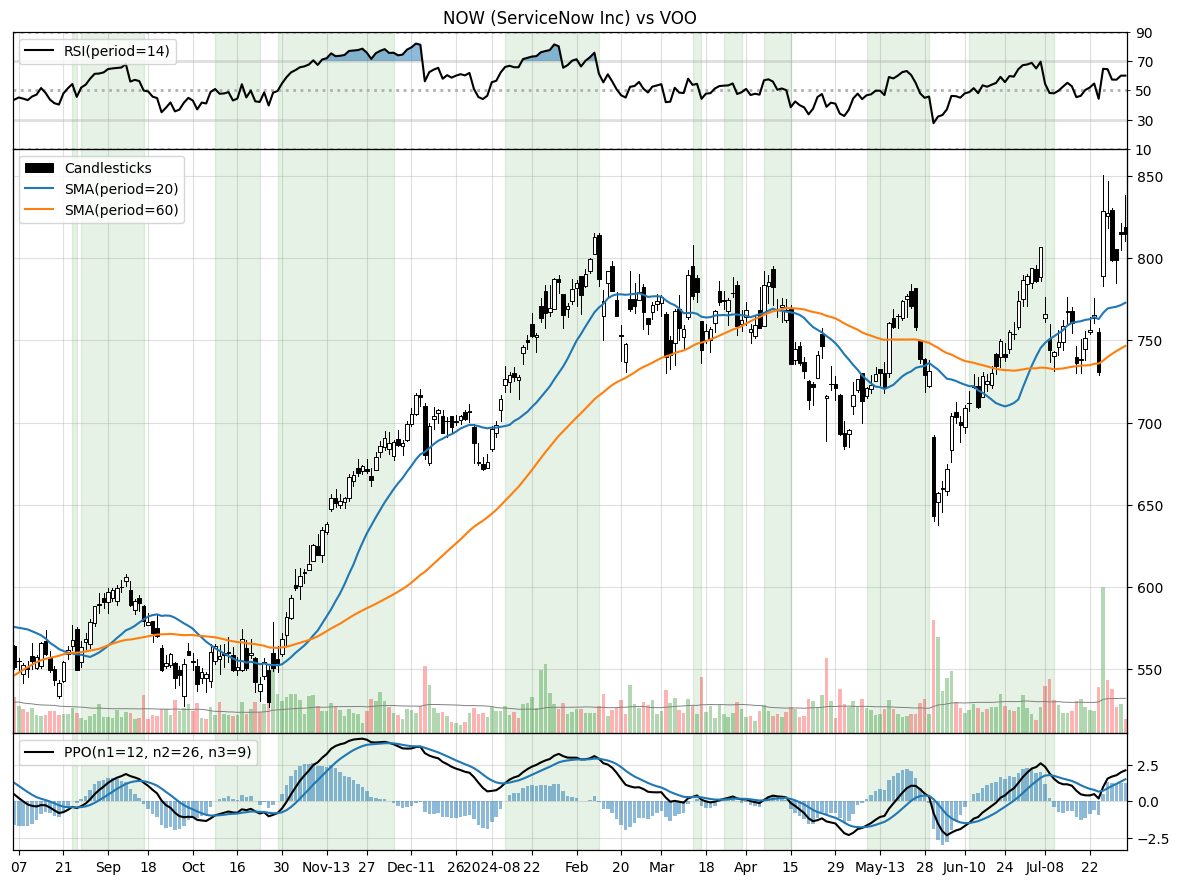 NOW (ServiceNow Inc) vs VOO
RSI(period=14)
90
70
50
30
10
Candlesticks
SMA(period=20)
SMA(period=60)
850
800
750
700
650
600
550
PPO(n1=12, n2=26, n3=9)
2.5
0.0
−2.5
07 21 Sep 18 Oct 16 30 Nov-13 27 Dec-11 26 2024-08 22 Feb 20 Mar 18 Apr 15 29 May-13 28 Jun-10 24 Jul-08 22